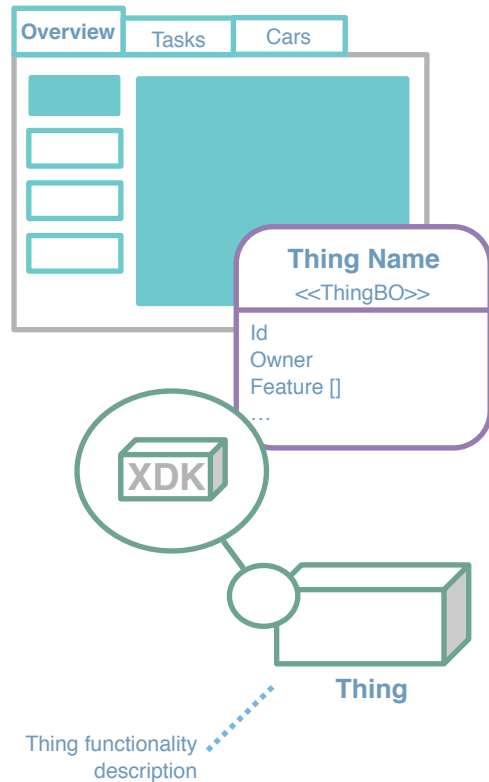 Overview
Tasks
Cars
Thing Name
<<ThingBO>>
Id
Owner
Feature []
…
XDK
Thing
Thing functionality
description